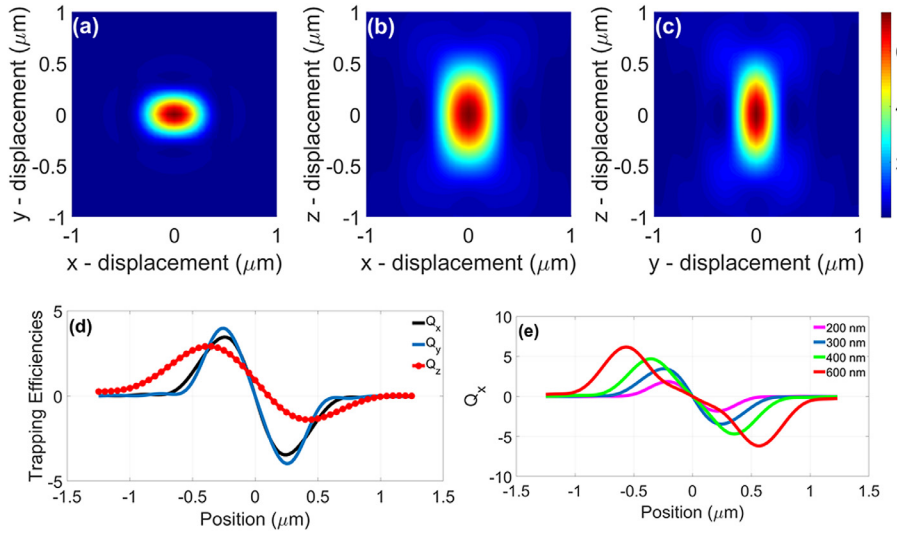 (a)
y - displacement (μm)
1
0.5
0
-0.5
-1
-1
0
1
x - displacement (μm)
(b)
z - displacement (μm)
1
0.5
0
-0.5
-1
-1
0
1
x - displacement (μm)
(c)
z - displacement (μm)
1
0.5
0
-0.5
-1
-1
0
1
y - displacement (μm)
(d)
Trapping Efficiencies
5
0
-5
-1.5
-1
-0.5
0
0.5
1
1.5
Position (μm)
Qx
Qy
Qz
(e)
Qx
10
5
0
-5
-10
-1.5
-1
-0.5
0
0.5
1
1.5
Position (μm)
200 nm
300 nm
400 nm
600 nm